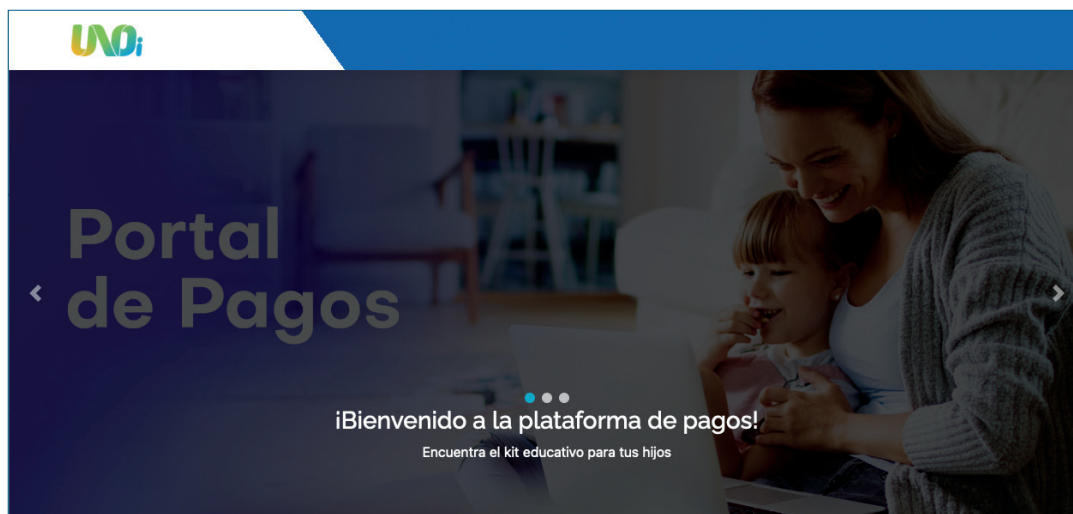 UNOi
Portal
de Pagos
¡Bienvenido a la plataforma de pagos!
Encuentra el kit educativo para tus hijos